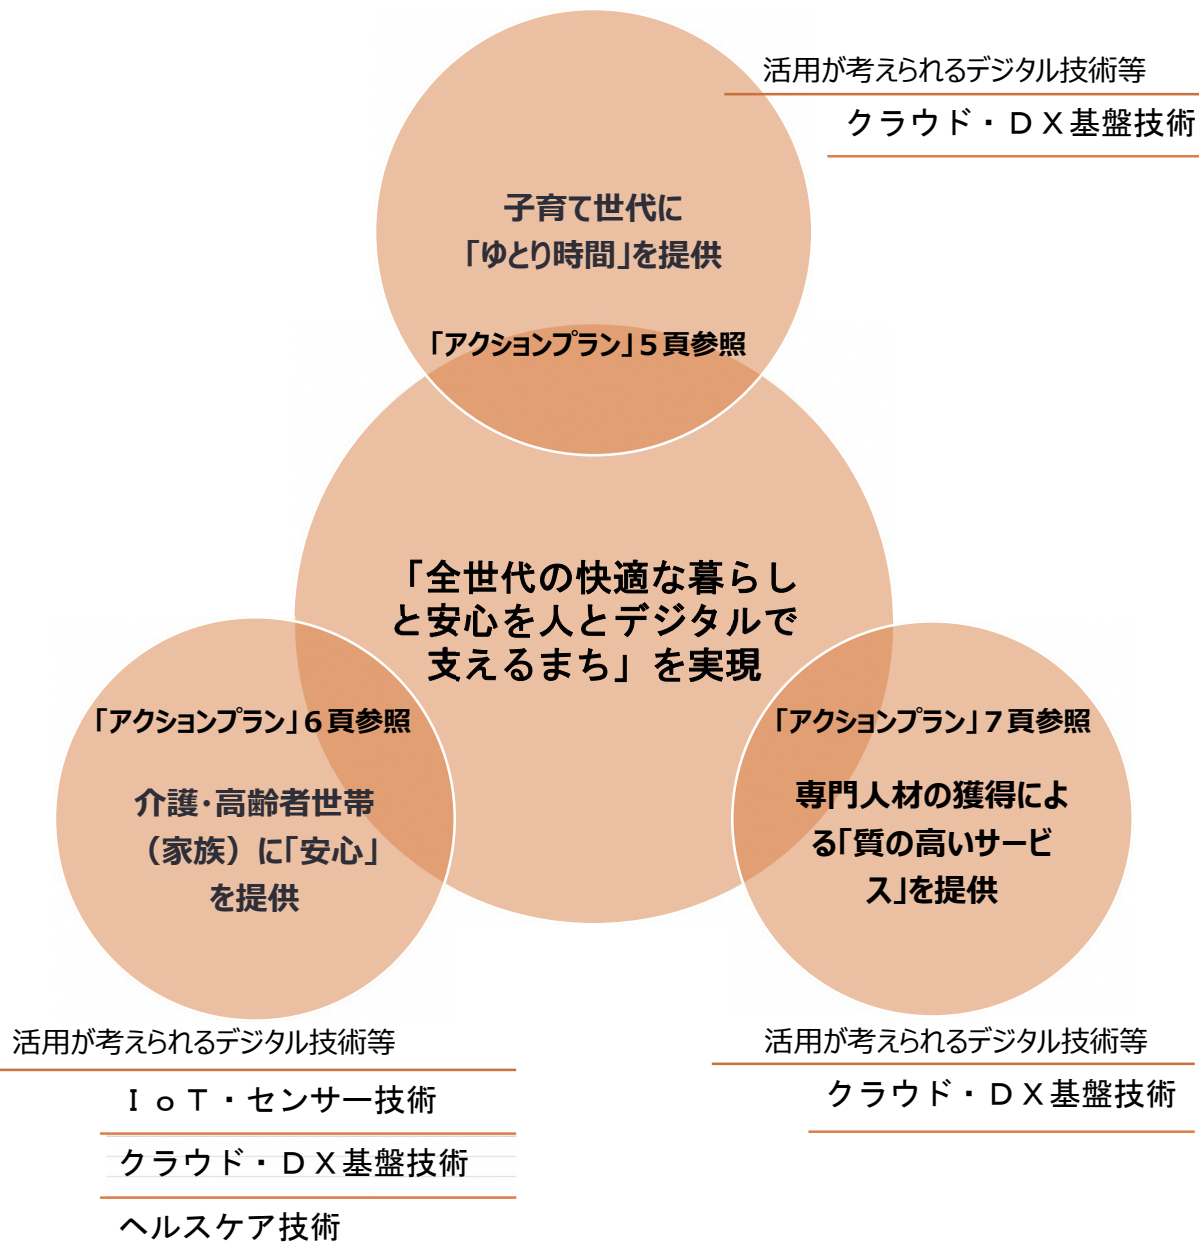 活用が考えられるデジタル技術等
クラウド・ＤＸ基盤技術
子育て世代に
「ゆとり時間」を提供
「アクションプラン」５頁参照
「全世代の快適な暮らし
と安心を人とデジタルで
支えるまち」を実現
「アクションプラン」６頁参照
介護・高齢者世帯
（家族）に「安心」
を提供
「アクションプラン」７頁参照
専門人材の獲得によ
る「質の高いサービ
ス」を提供
活用が考えられるデジタル技術等
ＩｏＴ・センサー技術
クラウド・ＤＸ基盤技術
ヘルスケア技術
活用が考えられるデジタル技術等
クラウド・ＤＸ基盤技術